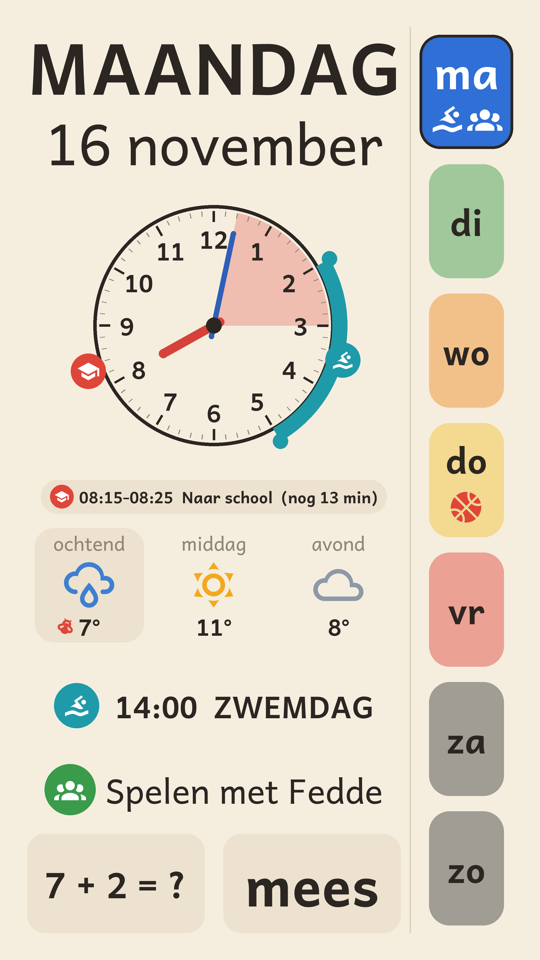 MAANDAG
16 november
12
1
2
3
4
5
6
7
8
9
10
11
08:15-08:25 Naar school (nog 13 min)
ochtend middag avond
7° 11° 8°
14:00 ZWEMDAG
Spelen met Fedde
7 + 2 = ?
mees
ma
di
wo
do
vr
za
zo